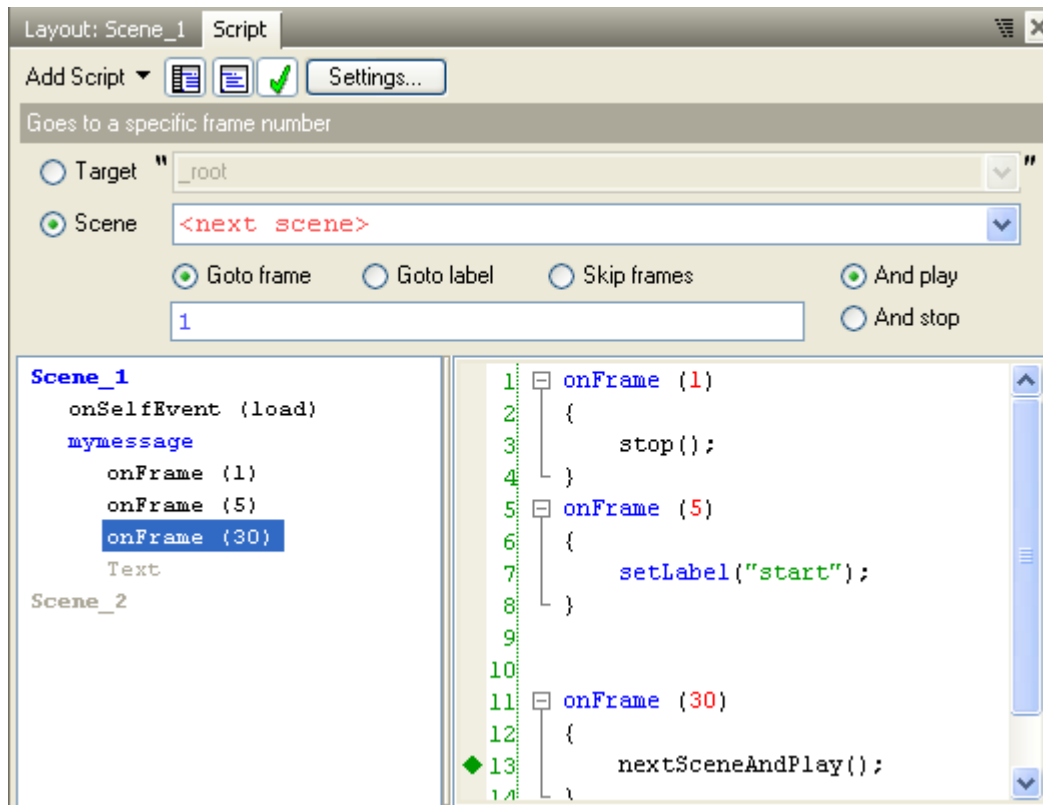 Layout: Scene_1 Script
Add Script Settings...
Goes to a specific frame number
Target " _root "
Scene <next scene>
Goto frame Goto label Skip frames And play
1 And stop
Scene_1
onSelfEvent (load)
mymessage
onFrame (1)
onFrame (5)
onFrame (30)
Text
Scene_2
1 onFrame (1)
2 {
3 stop();
4 }
5 onFrame (5)
6 {
7 setLabel("start");
8 }
9
10
11 onFrame (30)
12 {
13 nextSceneAndPlay();
14 }